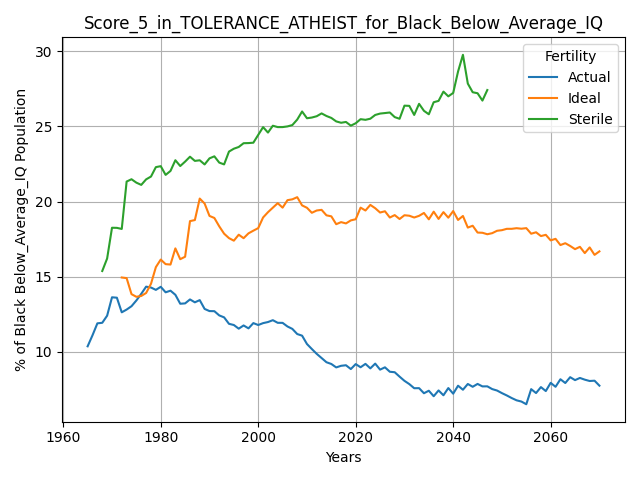 Score_5_in_TOLERANCE_ATHEIST_for_Black_Below_Average_IQ
% of Black Below_Average_IQ Population
30
25
20
15
10
Fertility
Actual
Ideal
Sterile
1960
1980
2000
2020
2040
2060
Years